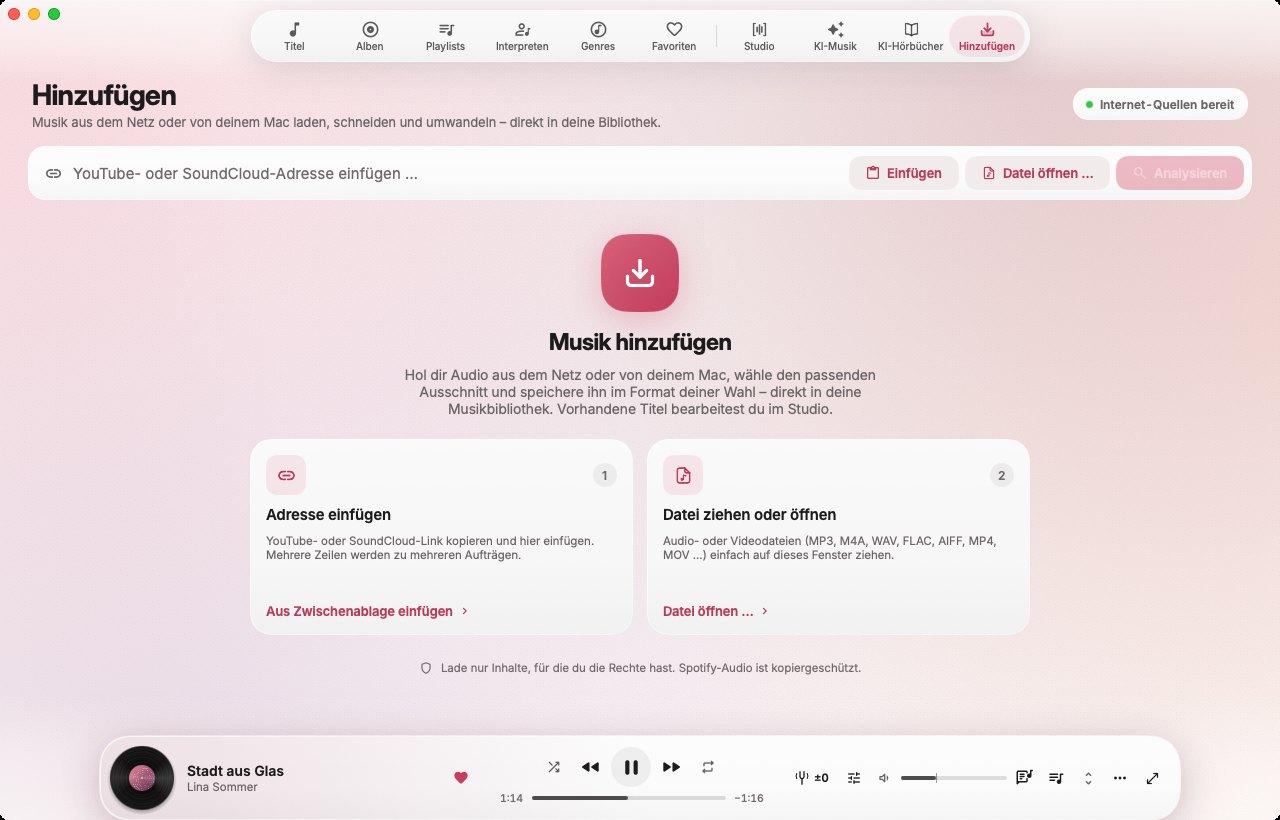 Titel
Alben
Playlists
Interpreten
Genres
Favoriten
Studio
KI-Musik
KI-Hörbücher
Hinzufügen
Hinzufügen
Musik aus dem Netz oder von deinem Mac laden, schneiden und umwandeln – direkt in deine Bibliothek.
Internet-Quellen bereit
YouTube- oder SoundCloud-Adresse einfügen ...
Einfügen
Datei öffnen ...
Analysieren
Musik hinzufügen
Hol dir Audio aus dem Netz oder von deinem Mac, wähle den passenden
Ausschnitt und speichere ihn im Format deiner Wahl – direkt in deine
Musikbibliothek. Vorhandene Titel bearbeitest du im Studio.
1
Adresse einfügen
YouTube- oder SoundCloud-Link kopieren und hier einfügen.
Mehrere Zeilen werden zu mehreren Aufträgen.
Aus Zwischenablage einfügen
2
Datei ziehen oder öffnen
Audio- oder Videodateien (MP3, M4A, WAV, FLAC, AIFF, MP4,
MOV ...) einfach auf dieses Fenster ziehen.
Datei öffnen ...
Lade nur Inhalte, für die du die Rechte hast. Spotify-Audio ist kopiergeschützt.
Stadt aus Glas
Lina Sommer
1:14
−1:16
±0